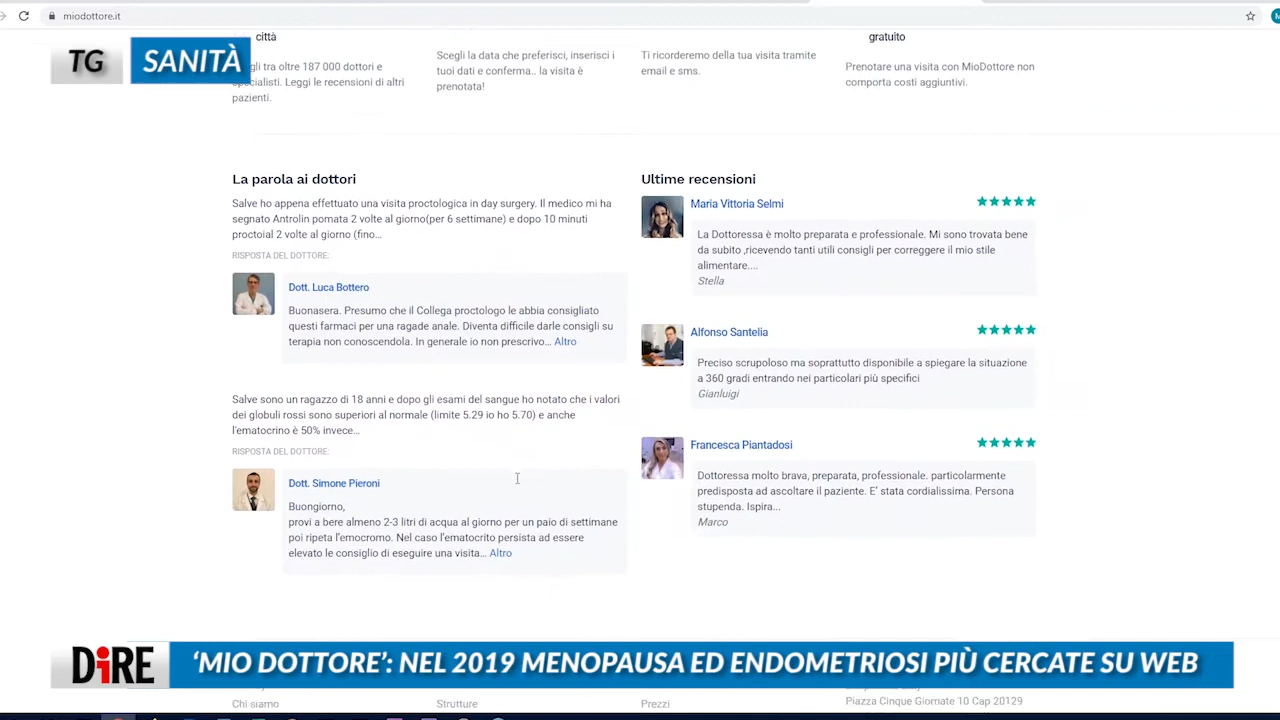 miodottore.it
TG SANITÀ
città
gratuito
Scegli la data che preferisci, inserisci i
tuoi dati e conferma.. la visita è
prenotata!
Ti ricorderemo della tua visita tramite
email e sms.
tra oltre 187 000 dottori e
Leggi le recensioni di altri
pazienti.
Prenotare una visita con MioDottore non
comporta costi aggiuntivi.
La parola ai dottori
Salve ho appena effettuato una visita proctologica in day surgery. Il medico mi ha
segnato Antrolin pomata 2 volte al giorno(per 6 settimane) e dopo 10 minuti
proctoial 2 volte al giorno (fino...
RISPOSTA DEL DOTTORE:
Dott. Luca Bottero
Buonasera. Presumo che il Collega proctologo le abbia consigliato
questi farmaci per una ragade anale. Diventa difficile darle consigli su
terapia non conoscendola. In generale io non prescrivo... Altro
Salve sono un ragazzo di 18 anni e dopo gli esami del sangue ho notato che i valori
dei globuli rossi sono superiori al normale (limite 5.29 io ho 5.70) e anche
l'ematocrino è 50% invece...
RISPOSTA DEL DOTTORE:
Dott. Simone Pieroni
Buongiorno,
provi a bere almeno 2-3 litri di acqua al giorno per un paio di settimane
poi ripeta l'emocromo. Nel caso l'ematocrito persista ad essere
elevato le consiglio di eseguire una visita... Altro
Ultime recensioni
Maria Vittoria Selmi
La Dottoressa è molto preparata e professionale. Mi sono trovata bene
da subito ,ricevendo tanti utili consigli per correggere il mio stile
alimentare....
Stella
Alfonso Santelia
Preciso scrupoloso ma soprattutto disponibile a spiegare la situazione
a 360 gradi entrando nei particolari più specifici
Gianluigi
Francesca Piantadosi
Dottoressa molto brava, preparata, professionale. particolarmente
predisposta ad ascoltare il paziente. E' stata cordialissima. Persona
stupenda. Ispira...
Marco
DiRE
‘MIO DOTTORE’: NEL 2019 MENOPAUSA ED ENDOMETRIOSI PIÙ CERCATE SU WEB
Chi siamo
Strutture
Prezzi
Piazza Cinque Giornate 10 Cap 20129